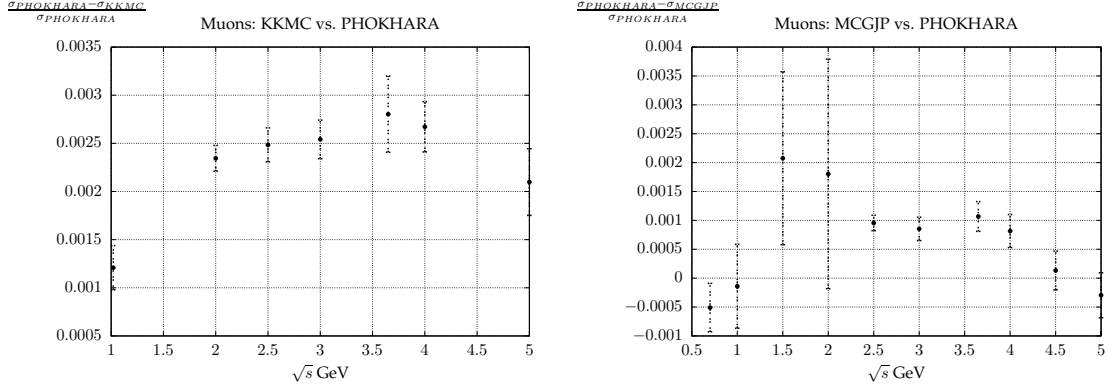 σPHOKHARA−σKKMC
σPHOKHARA
Muons: KKMC vs. PHOKHARA
0.0035
0.003
0.0025
0.002
0.0015
0.001
0.0005
1 1.5 2 2.5 3 3.5 4 5
√s GeV
σPHOKHARA−σMCGJP
σPHOKHARA
Muons: MCGJP vs. PHOKHARA
0.004
0.0035
0.003
0.0025
0.002
0.0015
0.001
0.0005
0
−0.0005
−0.001
0.5 1 1.5 2 2.5 3 3.5 4 4.5 5
√s GeV